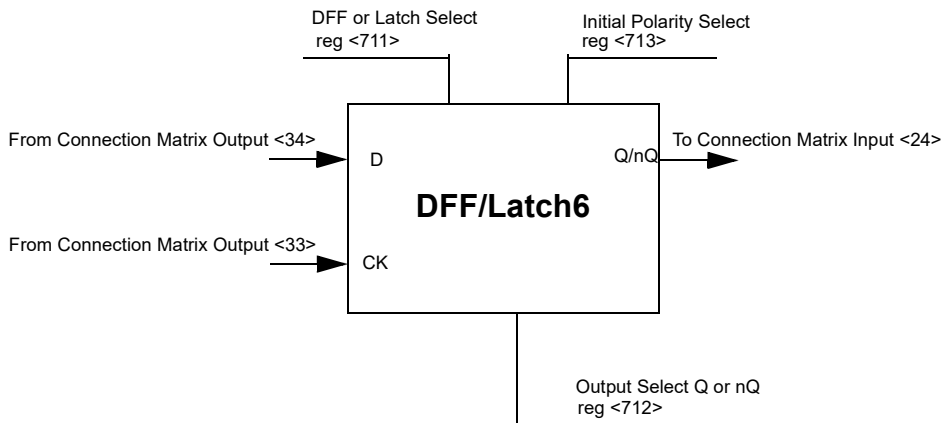 DFF or Latch Select
reg <711>
Initial Polarity Select
reg <713>
From Connection Matrix Output <34>
D
Q/nQ
To Connection Matrix Input <24>
DFF/Latch6
From Connection Matrix Output <33>
CK
Output Select Q or nQ
reg <712>